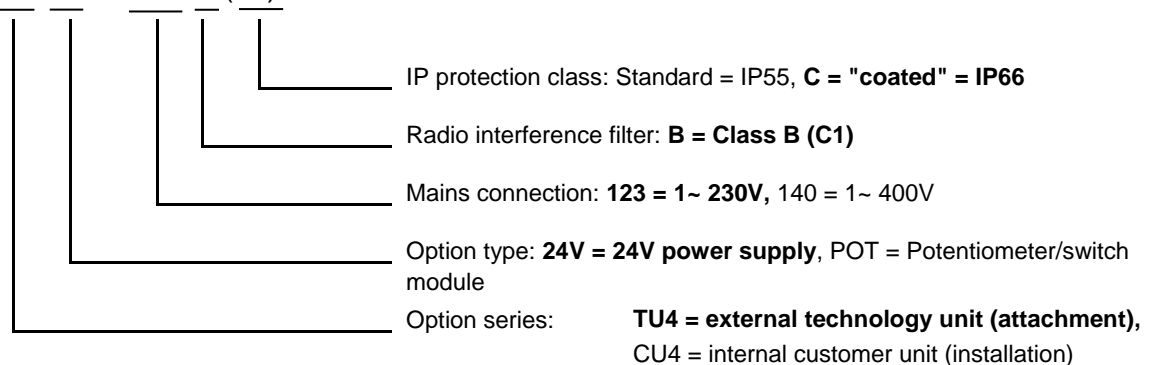 IP protection class: Standard = IP55, C = "coated" = IP66
Radio interference filter: B = Class B (C1)
Mains connection: 123 = 1~ 230V, 140 = 1~ 400V
Option type: 24V = 24V power supply, POT = Potentiometer/switch
module
Option series: TU4 = external technology unit (attachment),
CU4 = internal customer unit (installation)